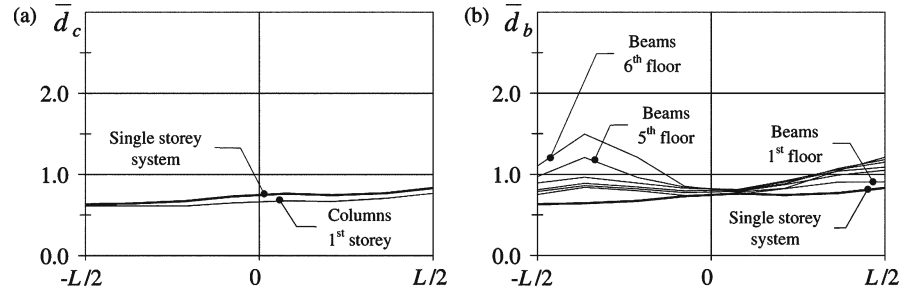 (a)
d̅c
2.0
1.0
0.0
-L/2
0
L/2
Single storey
system
Columns
1st storey
(b)
d̅b
2.0
1.0
0.0
-L/2
0
L/2
Beams
6th floor
Beams
5th floor
Beams
1st floor
Single storey
system